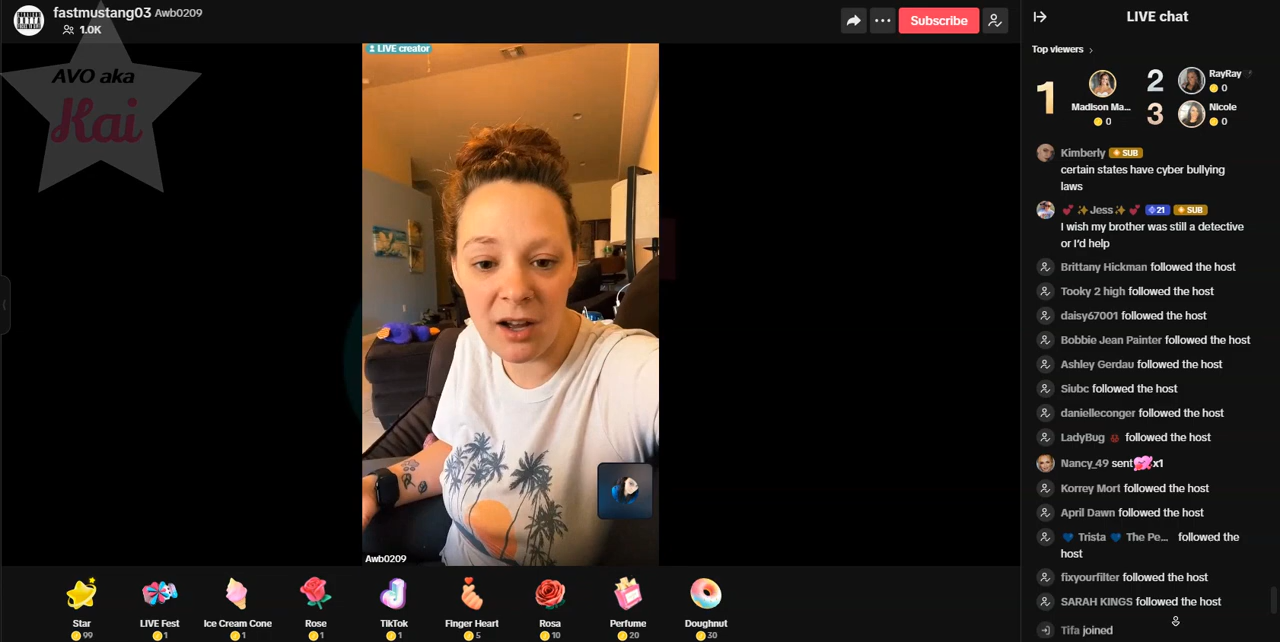 fastmustang03 Awb0209
1.0K
Subscribe
LIVE chat
LIVE creator
AVO aka
Kai
Awb0209
Top viewers
1
Madison Ma...
0
2
RayRay
0
3
Nicole
0
Kimberly SUB
certain states have cyber bullying
laws
Jess 21 SUB
I wish my brother was still a detective
or I'd help
Brittany Hickman followed the host
Tooky 2 high followed the host
daisy67001 followed the host
Bobbie Jean Painter followed the host
Ashley Gerdau followed the host
Siubc followed the host
danielleconger followed the host
LadyBug followed the host
Nancy_49 sent x1
Korrey Mort followed the host
April Dawn followed the host
Trista The Pe... followed the
host
fixyourfilter followed the host
SARAH KINGS followed the host
Tifa joined
Star
99
LIVE Fest
1
Ice Cream Cone
1
Rose
1
TikTok
1
Finger Heart
5
Rosa
10
Perfume
20
Doughnut
30